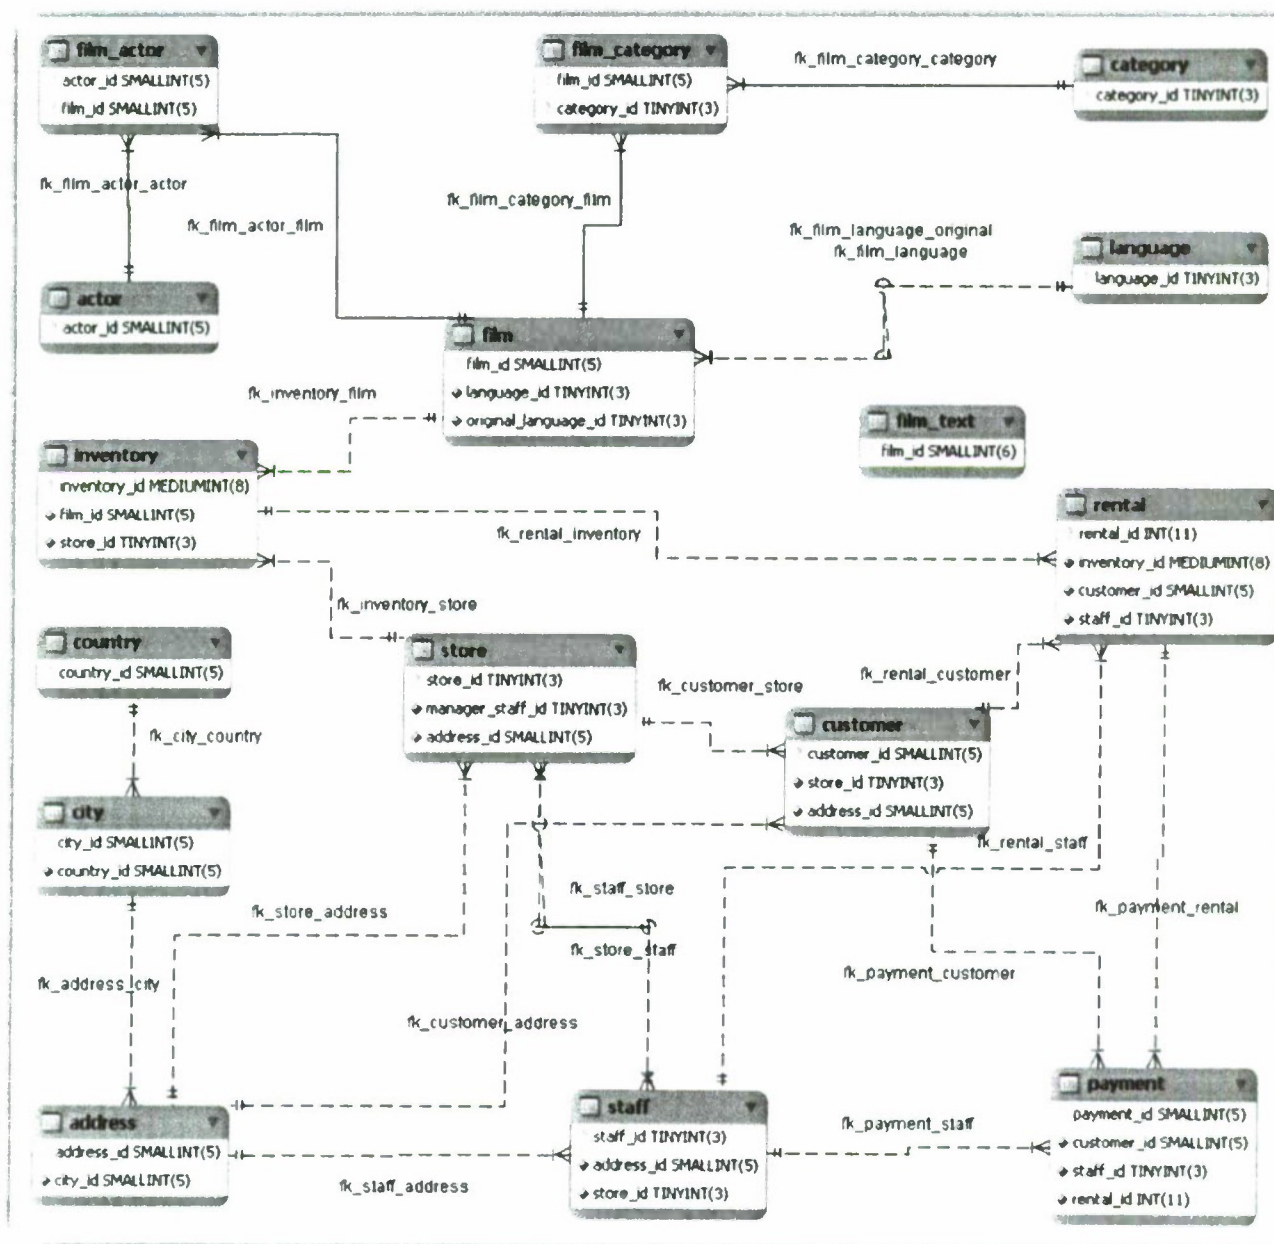 film_actor
actor_id SMALLINT(5)
film_id SMALLINT(5)
film_category
film_id SMALLINT(5)
category_id TINYINT(3)
fk_film_category_category
category
category_id TINYINT(3)
fk_film_actor_actor
fk_film_actor_film
fk_film_category_film
fk_film_language_original
fk_film_language
language
language_id TINYINT(3)
actor
actor_id SMALLINT(5)
film
film_id SMALLINT(5)
language_id TINYINT(3)
original_language_id TINYINT(3)
fk_inventory_film
film_text
film_id SMALLINT(6)
inventory
inventory_id MEDIUMINT(8)
film_id SMALLINT(5)
store_id TINYINT(3)
fk_rental_inventory
rental
rental_id INT(11)
inventory_id MEDIUMINT(8)
customer_id SMALLINT(5)
staff_id TINYINT(3)
fk_inventory_store
country
country_id SMALLINT(5)
store
store_id TINYINT(3)
manager_staff_id TINYINT(3)
address_id SMALLINT(5)
fk_customer_store
fk_rental_customer
fk_city_country
customer
customer_id SMALLINT(5)
store_id TINYINT(3)
address_id SMALLINT(5)
city
city_id SMALLINT(5)
country_id SMALLINT(5)
fk_rental_staff
fk_staff_store
fk_store_address
fk_payment_rental
fk_store_staff
fk_payment_customer
fk_address_city
fk_customer_address
address
address_id SMALLINT(5)
city_id SMALLINT(5)
fk_staff_address
staff
staff_id TINYINT(3)
address_id SMALLINT(5)
store_id TINYINT(3)
fk_payment_staff
payment
payment_id SMALLINT(5)
customer_id SMALLINT(5)
staff_id TINYINT(3)
rental_id INT(11)